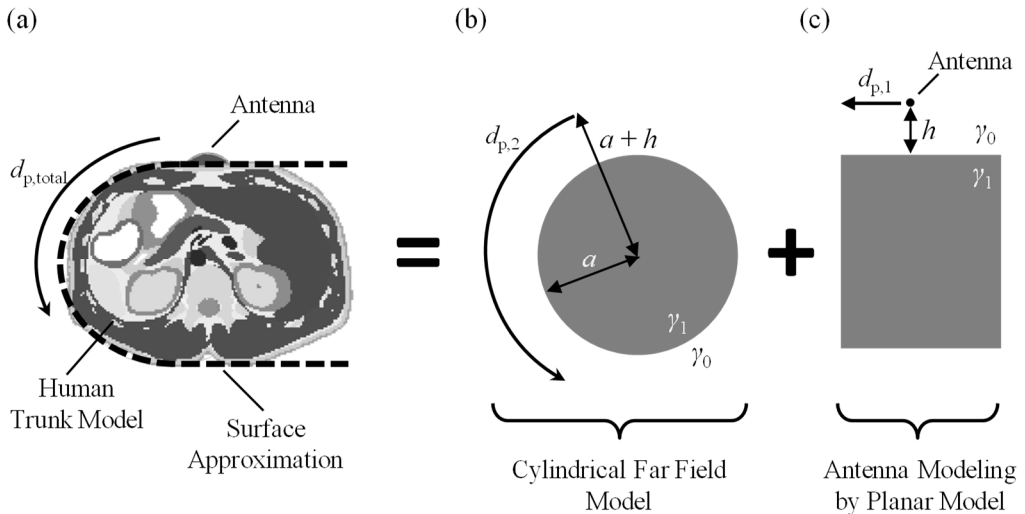 (a)
Antenna
d_p,total
Human
Trunk Model
Surface
Approximation
=
(b)
d_p,2
a + h
a
γ_1
γ_0
Cylindrical Far Field
Model
+
(c)
Antenna
d_p,1
h
γ_0
γ_1
Antenna Modeling
by Planar Model